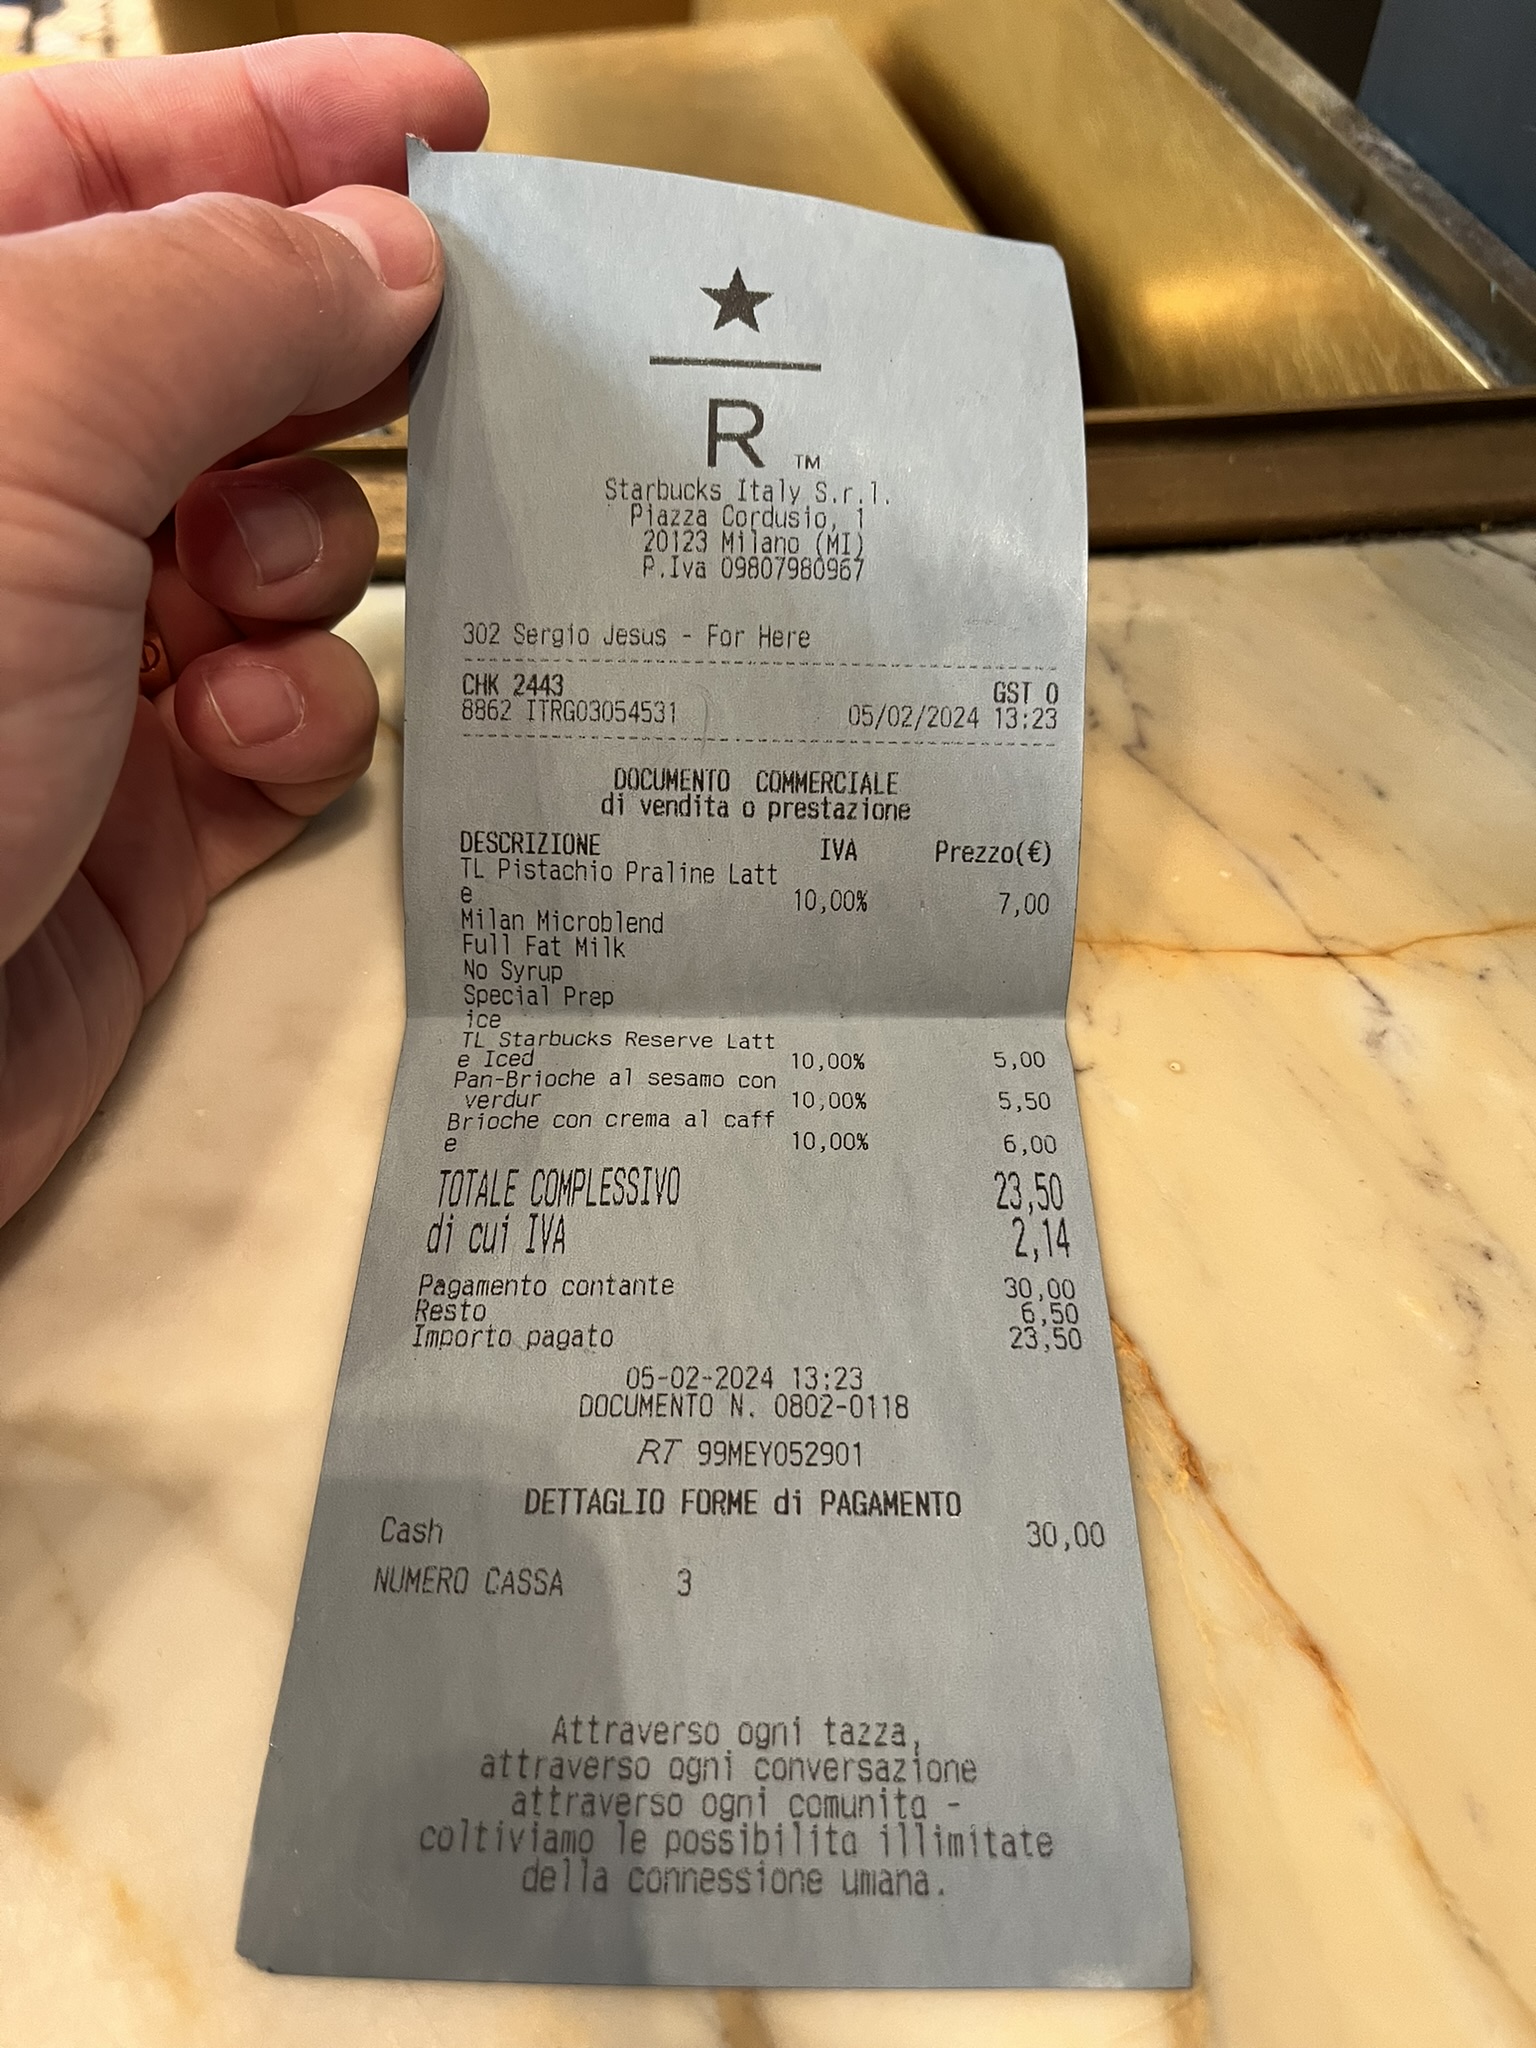 R TM
Starbucks Italy S.r.l.
Piazza Cordusio, 1
20123 Milano (MI)
P.Iva 09807980967
302 Sergio Jesus - For Here
CHK 2443 GST 0
8862 ITRG03054531 05/02/2024 13:23
DOCUMENTO COMMERCIALE
di vendita o prestazione
DESCRIZIONE IVA Prezzo(€)
TL Pistachio Praline Latt
e 10,00% 7,00
Milan Microblend
Full Fat Milk
No Syrup
Special Prep
ice
TL Starbucks Reserve Latt
e Iced 10,00% 5,00
Pan-Brioche al sesamo con
verdur 10,00% 5,50
Brioche con crema al caff
e 10,00% 6,00
TOTALE COMPLESSIVO 23,50
di cui IVA 2,14
Pagamento contante 30,00
Resto 6,50
Importo pagato 23,50
05-02-2024 13:23
DOCUMENTO N. 0802-0118
RT 99MEY052901
DETTAGLIO FORME di PAGAMENTO
Cash 30,00
NUMERO CASSA 3
Attraverso ogni tazza,
attraverso ogni conversazione
attraverso ogni comunita -
coltiviamo le possibilita illimitate
della connessione umana.